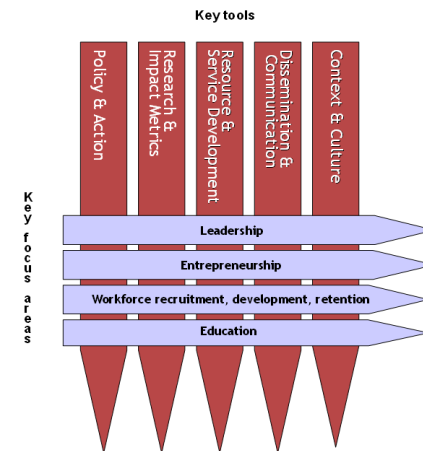 Key tools
Policy & Action
Research &
Impact Metrics
Resource &
Service Development
Dissemination &
Communication
Context & Culture
Key focus areas
Leadership
Entrepreneurship
Workforce recruitment, development, retention
Education